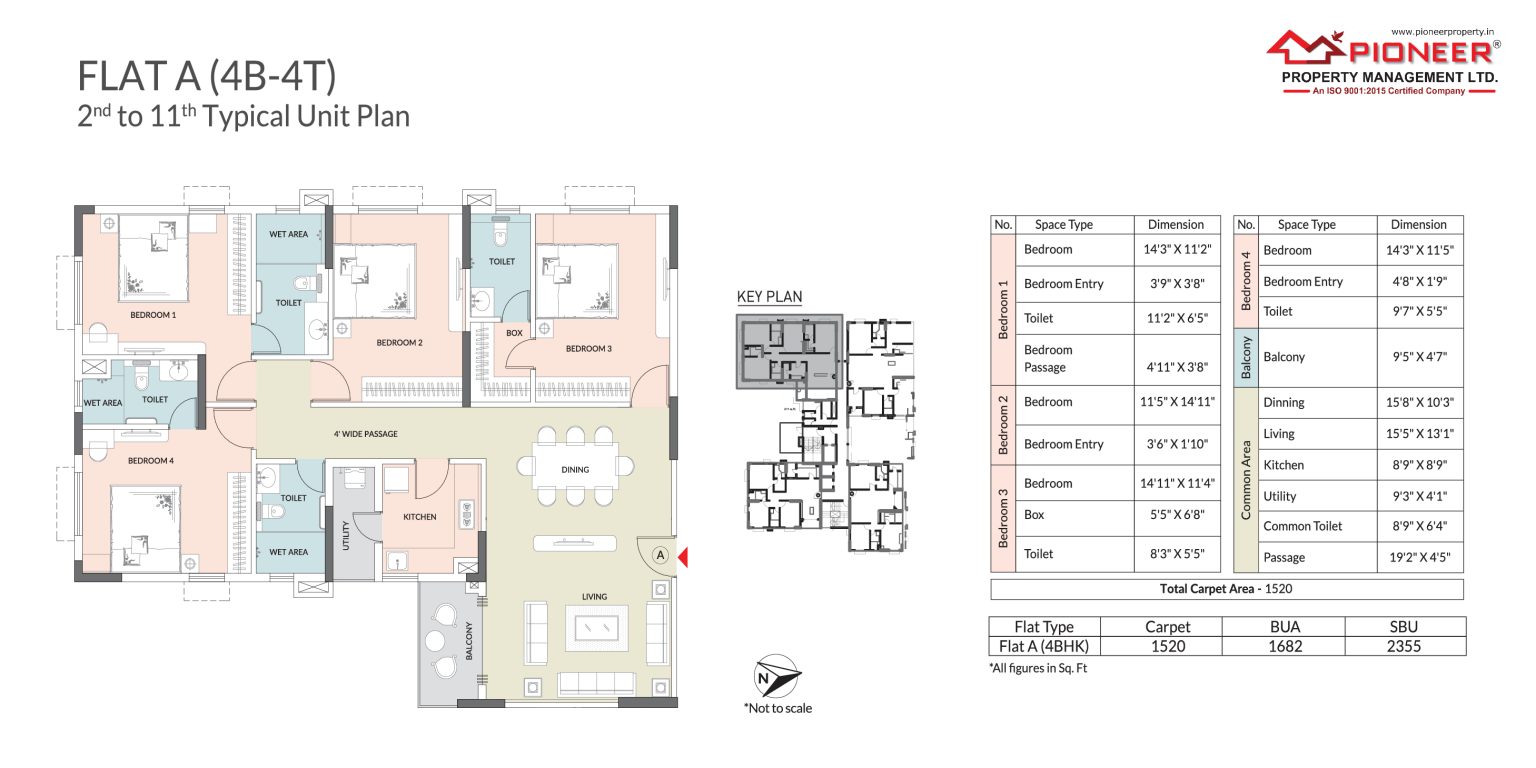 www.pioneerproperty.in
PIONEER®
PROPERTY MANAGEMENT LTD.
An ISO 9001:2015 Certified Company
FLAT A (4B-4T)
2nd to 11th Typical Unit Plan
WET AREA
TOILET
BEDROOM 1
TOILET
BEDROOM 2
BOX
BEDROOM 3
WET AREA
TOILET
4' WIDE PASSAGE
BEDROOM 4
TOILET
WET AREA
UTILITY
KITCHEN
DINING
A
LIVING
BALCONY
KEY PLAN
N
*Not to scale
No. Space Type Dimension
Bedroom 1
Bedroom 14'3" X 11'2"
Bedroom Entry 3'9" X 3'8"
Toilet 11'2" X 6'5"
Bedroom
Passage 4'11" X 3'8"
Bedroom 2
Bedroom 11'5" X 14'11"
Bedroom Entry 3'6" X 1'10"
Bedroom 3
Bedroom 14'11" X 11'4"
Box 5'5" X 6'8"
Toilet 8'3" X 5'5"
No. Space Type Dimension
Bedroom 4
Bedroom 14'3" X 11'5"
Bedroom Entry 4'8" X 1'9"
Toilet 9'7" X 5'5"
Balcony
Balcony 9'5" X 4'7"
Common Area
Dinning 15'8" X 10'3"
Living 15'5" X 13'1"
Kitchen 8'9" X 8'9"
Utility 9'3" X 4'1"
Common Toilet 8'9" X 6'4"
Passage 19'2" X 4'5"
Total Carpet Area - 1520
Flat Type Carpet BUA SBU
Flat A (4BHK) 1520 1682 2355
*All figures in Sq. Ft